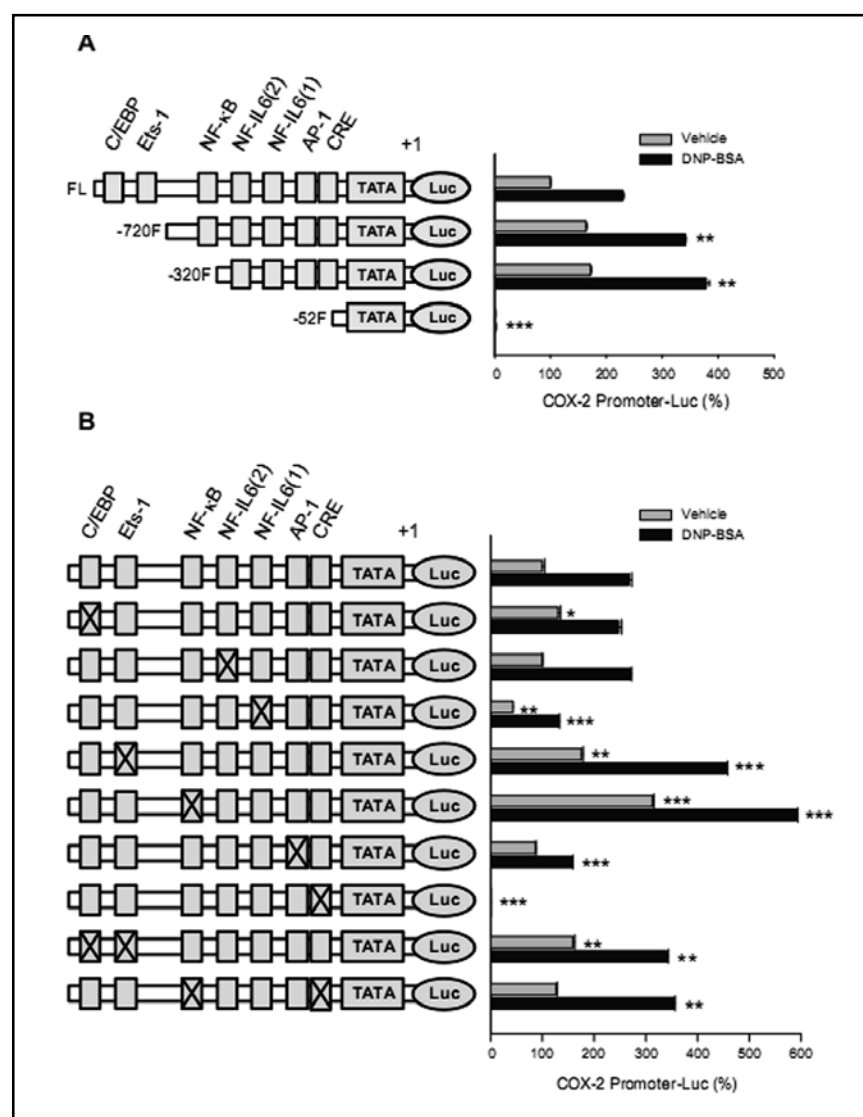 A
C/EBP Ets-1 NF-κB NF-IL6(2) NF-IL6(1) AP-1 CRE +1
Vehicle
DNP-BSA
FL TATA Luc
-720F TATA Luc **
-320F TATA Luc **
-52F TATA Luc ***
0 100 200 300 400 500
COX-2 Promoter-Luc (%)
B
C/EBP Ets-1 NF-κB NF-IL6(2) NF-IL6(1) AP-1 CRE +1
Vehicle
DNP-BSA
TATA Luc
TATA Luc *
TATA Luc
TATA Luc **
***
TATA Luc **
***
TATA Luc ***
***
TATA Luc ***
TATA Luc ***
TATA Luc **
**
TATA Luc **
0 100 200 300 400 500 600
COX-2 Promoter-Luc (%)